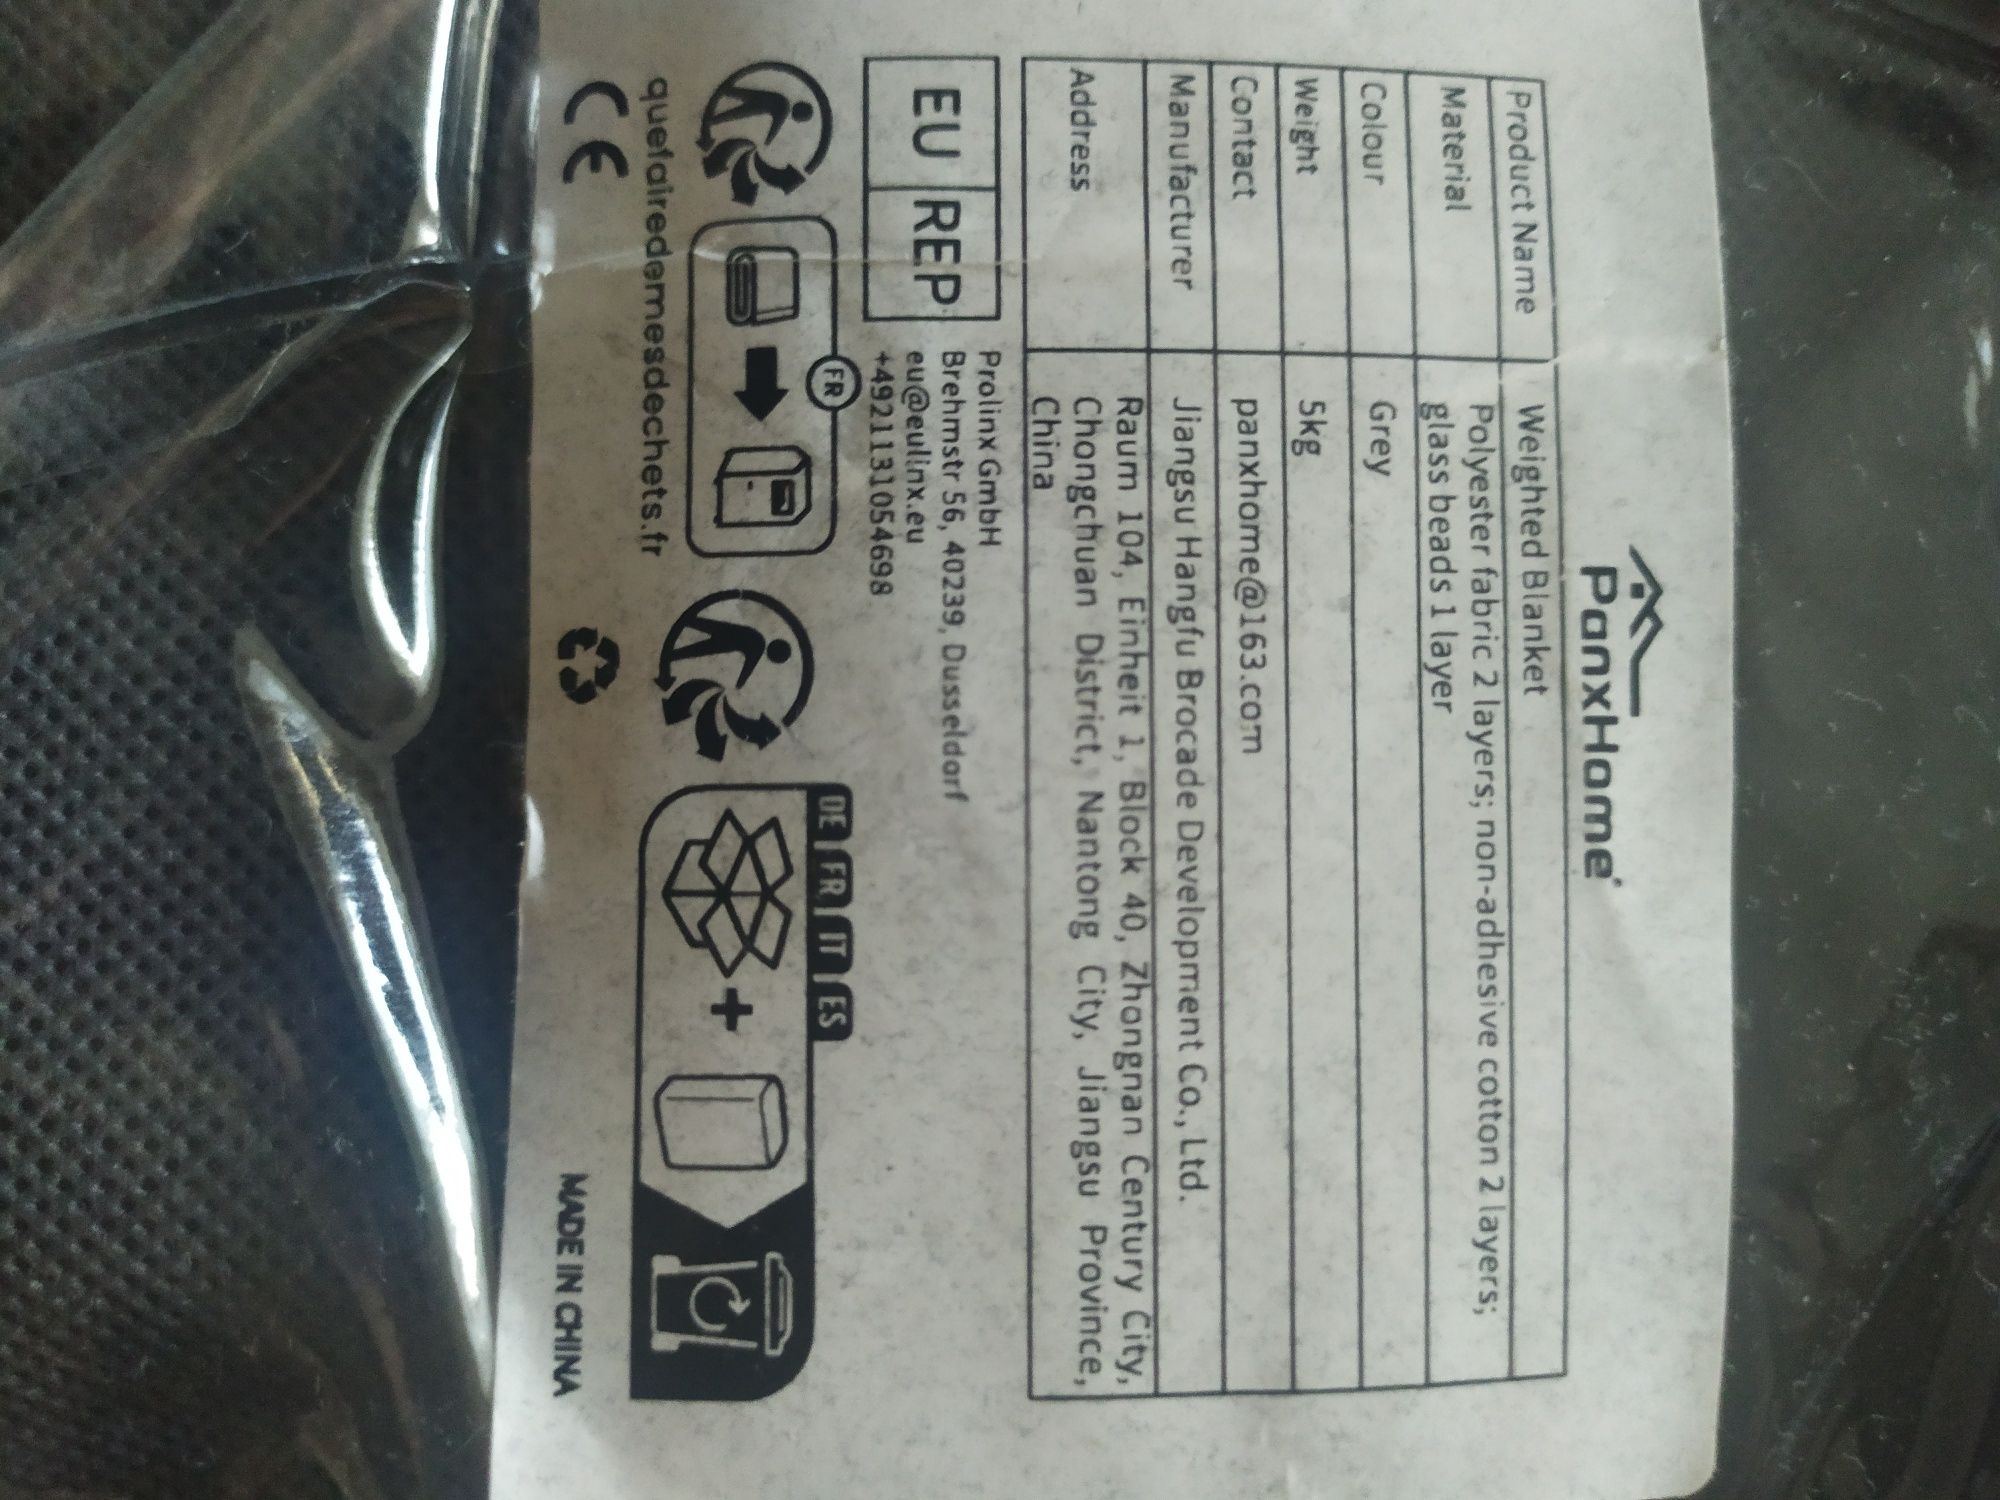 PanxHome
Product Name Weighted Blanket
Material Polyester fabric 2 layers; non-adhesive cotton 2 layers;
glass beads 1 layer
Colour Grey
Weight 5kg
Contact panxhome@163.com
Manufacturer Jiangsu Hangfu Brocade Development Co., Ltd.
Address Raum 104, Einheit 1, Block 40, Zhongnan Century City,
Chongchuan District, Nantong City, Jiangsu Province,
China
EU REP
Prolinx GmbH
Brehmstr 56, 40239, Dusseldorf
eu@eulinx.eu
+4921131054698
FR
DE FR IT ES
quefairedemesdechets.fr
CE
MADE IN CHINA